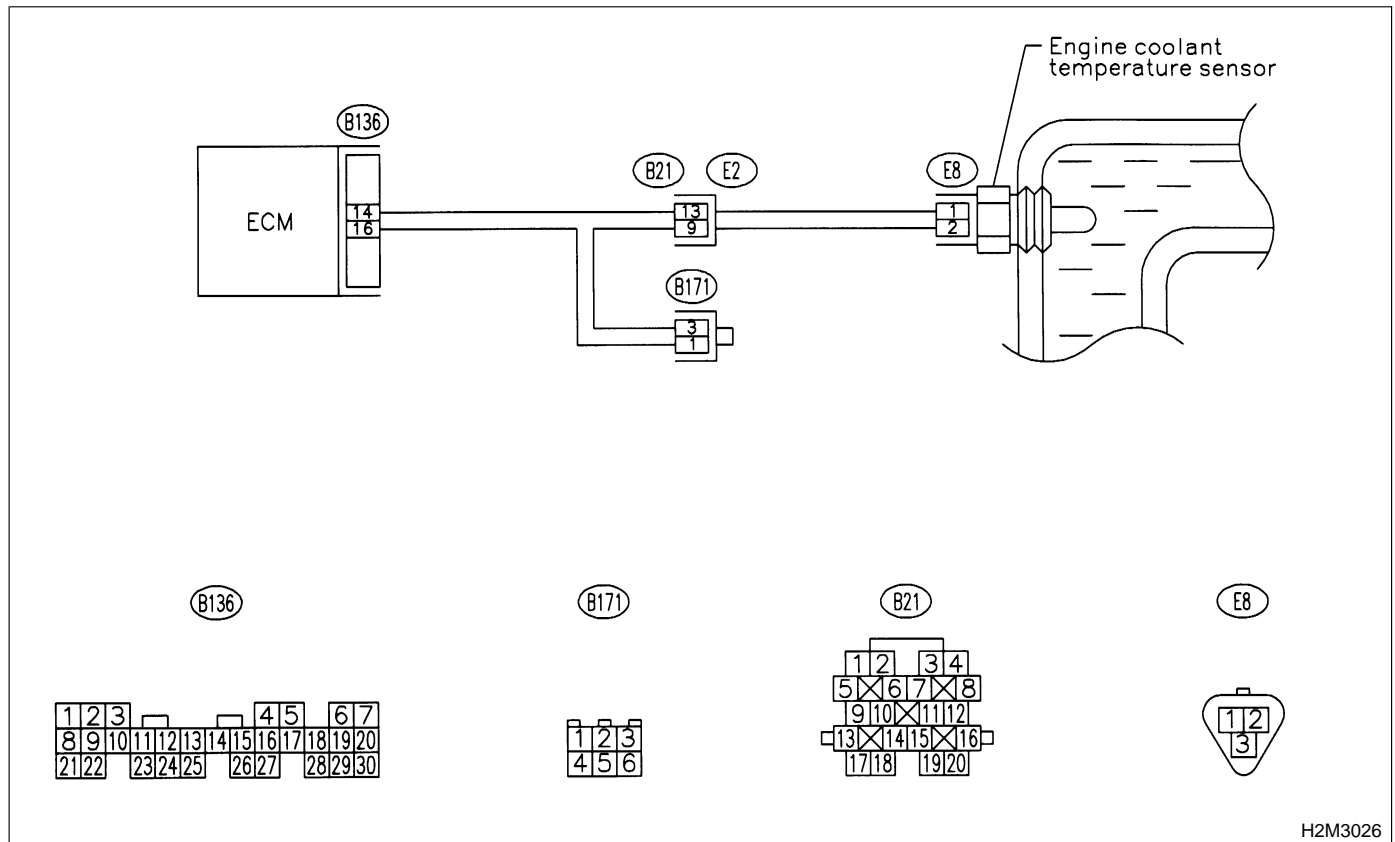 Engine coolant
temperature sensor
B136
B21 E2 E8
ECM
14
16
13
9
1
2
B171
3
1
B136 B171 B21 E8
1 2 3 4 5 6 7
8 9 10 11 12 13 14 15 16 17 18 19 20
21 22 23 24 25 26 27 28 29 30
1 2 3
4 5 6
1 2 3 4
5 6 7 8
9 10 11 12
13 14 15 16
17 18 19 20
1 2
3
H2M3026